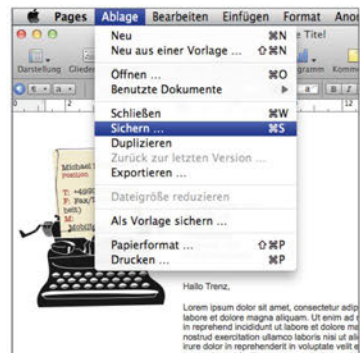 Pages Ablage Bearbeiten Einfügen Format
Neu ⌘N
Neu aus einer Vorlage ... ⇧⌘N
Öffnen ... ⌘O
Benutzte Dokumente ▶
Schließen ⌘W
Sichern ... ⌘S
Duplizieren
Zurück zur letzten Version ...
Exportieren ...
Dateigröße reduzieren
Als Vorlage sichern ...
Papierformat ... ⇧⌘P
Drucken ... ⌘P
Titel
Darstellung
Michael
Position
Hallo Trenz,
Lorem ipsum dolor sit amet, consectetur
labore et dolore magna aliquam. Ut enim ad
in reprehend incididunt ut labore et dolore
nostrud exercitation ullamco laboris nisi ut
irure dolor in reprehenderit in voluptate velit